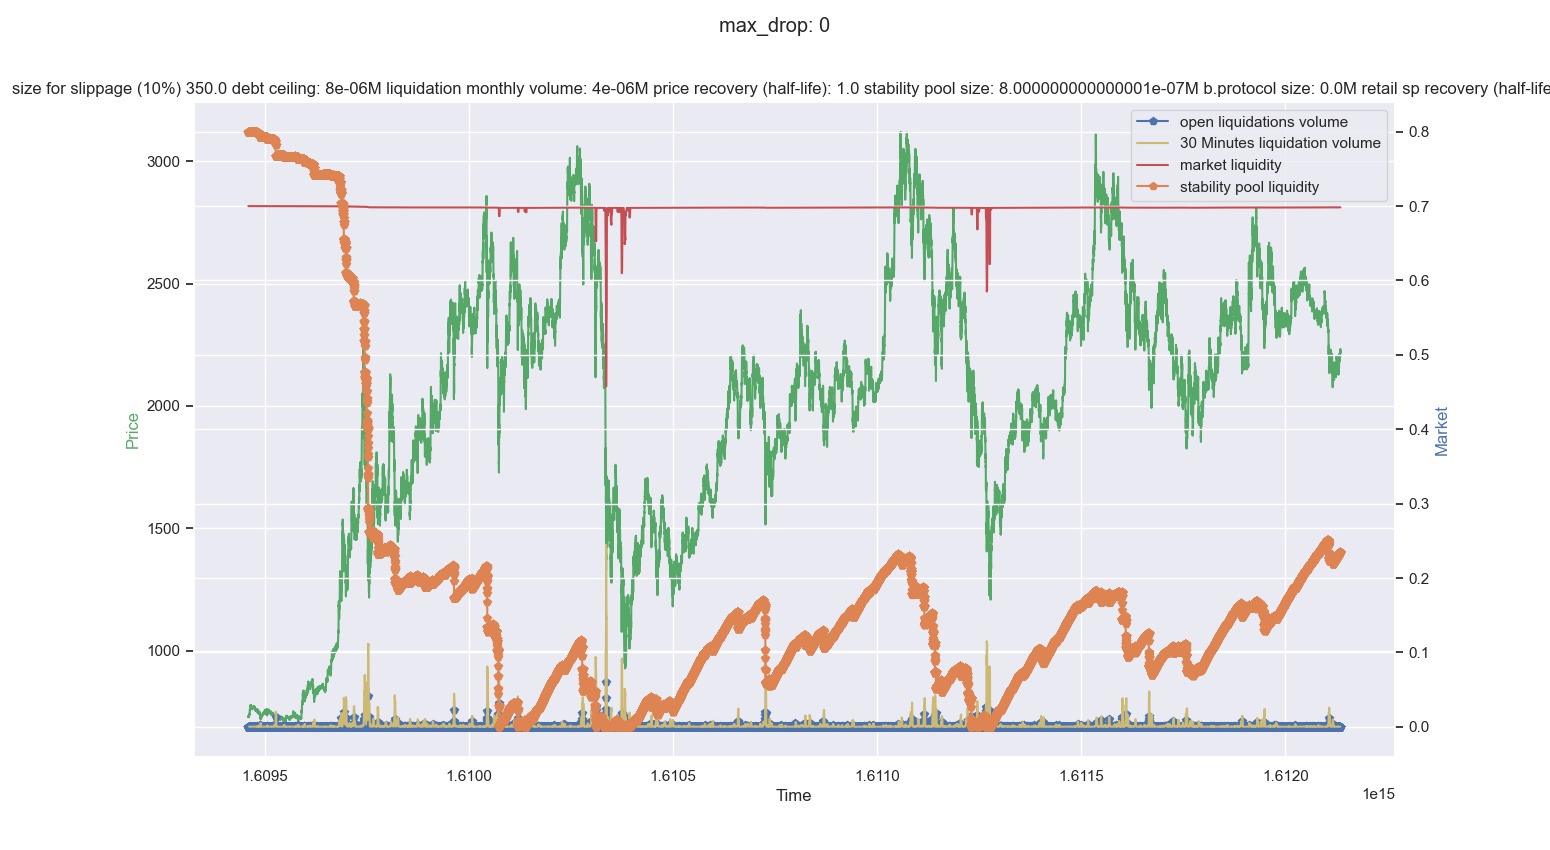 max_drop: 0
size for slippage (10%) 350.0 debt ceiling: 8e-06M liquidation monthly volume: 4e-06M price recovery (half-life): 1.0 stability pool size: 8.000000000000001e-07M b.protocol size: 0.0M retail sp recovery (half-life
open liquidations volume
30 Minutes liquidation volume
market liquidity
stability pool liquidity
3000
2500
2000
1500
1000
Price
0.8
0.7
0.6
0.5
0.4
0.3
0.2
0.1
0.0
Market
1.6095 1.6100 1.6105 1.6110 1.6115 1.6120
Time
1e15